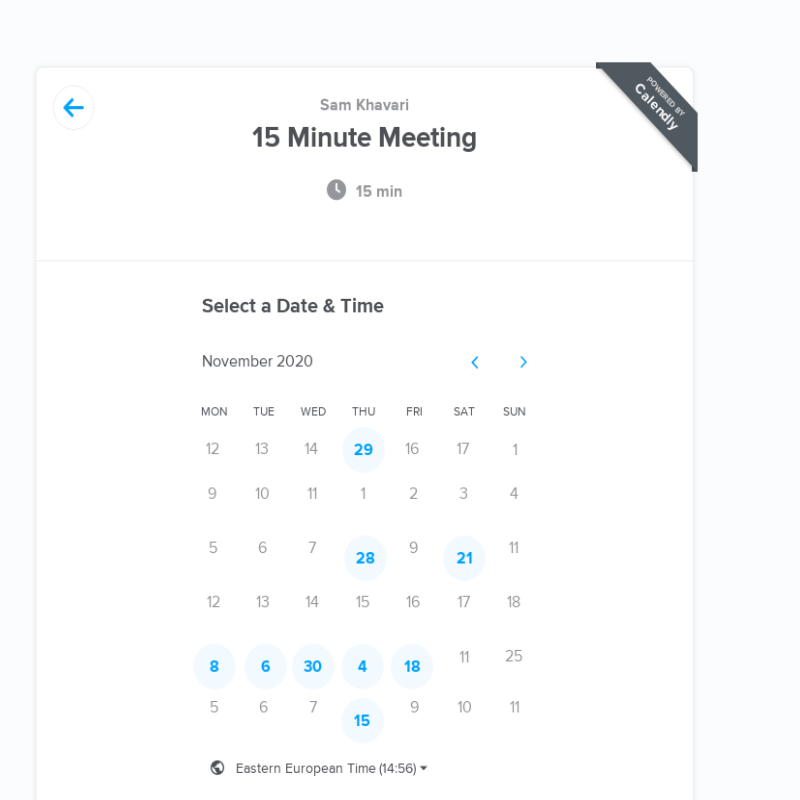 POWERED BY
Calendly
Sam Khavari
15 Minute Meeting
15 min
Select a Date & Time
November 2020
MON TUE WED THU FRI SAT SUN
12 13 14 29 16 17 1
9 10 11 1 2 3 4
5 6 7 28 9 21 11
12 13 14 15 16 17 18
8 6 30 4 18 11 25
5 6 7 15 9 10 11
Eastern European Time (14:56)